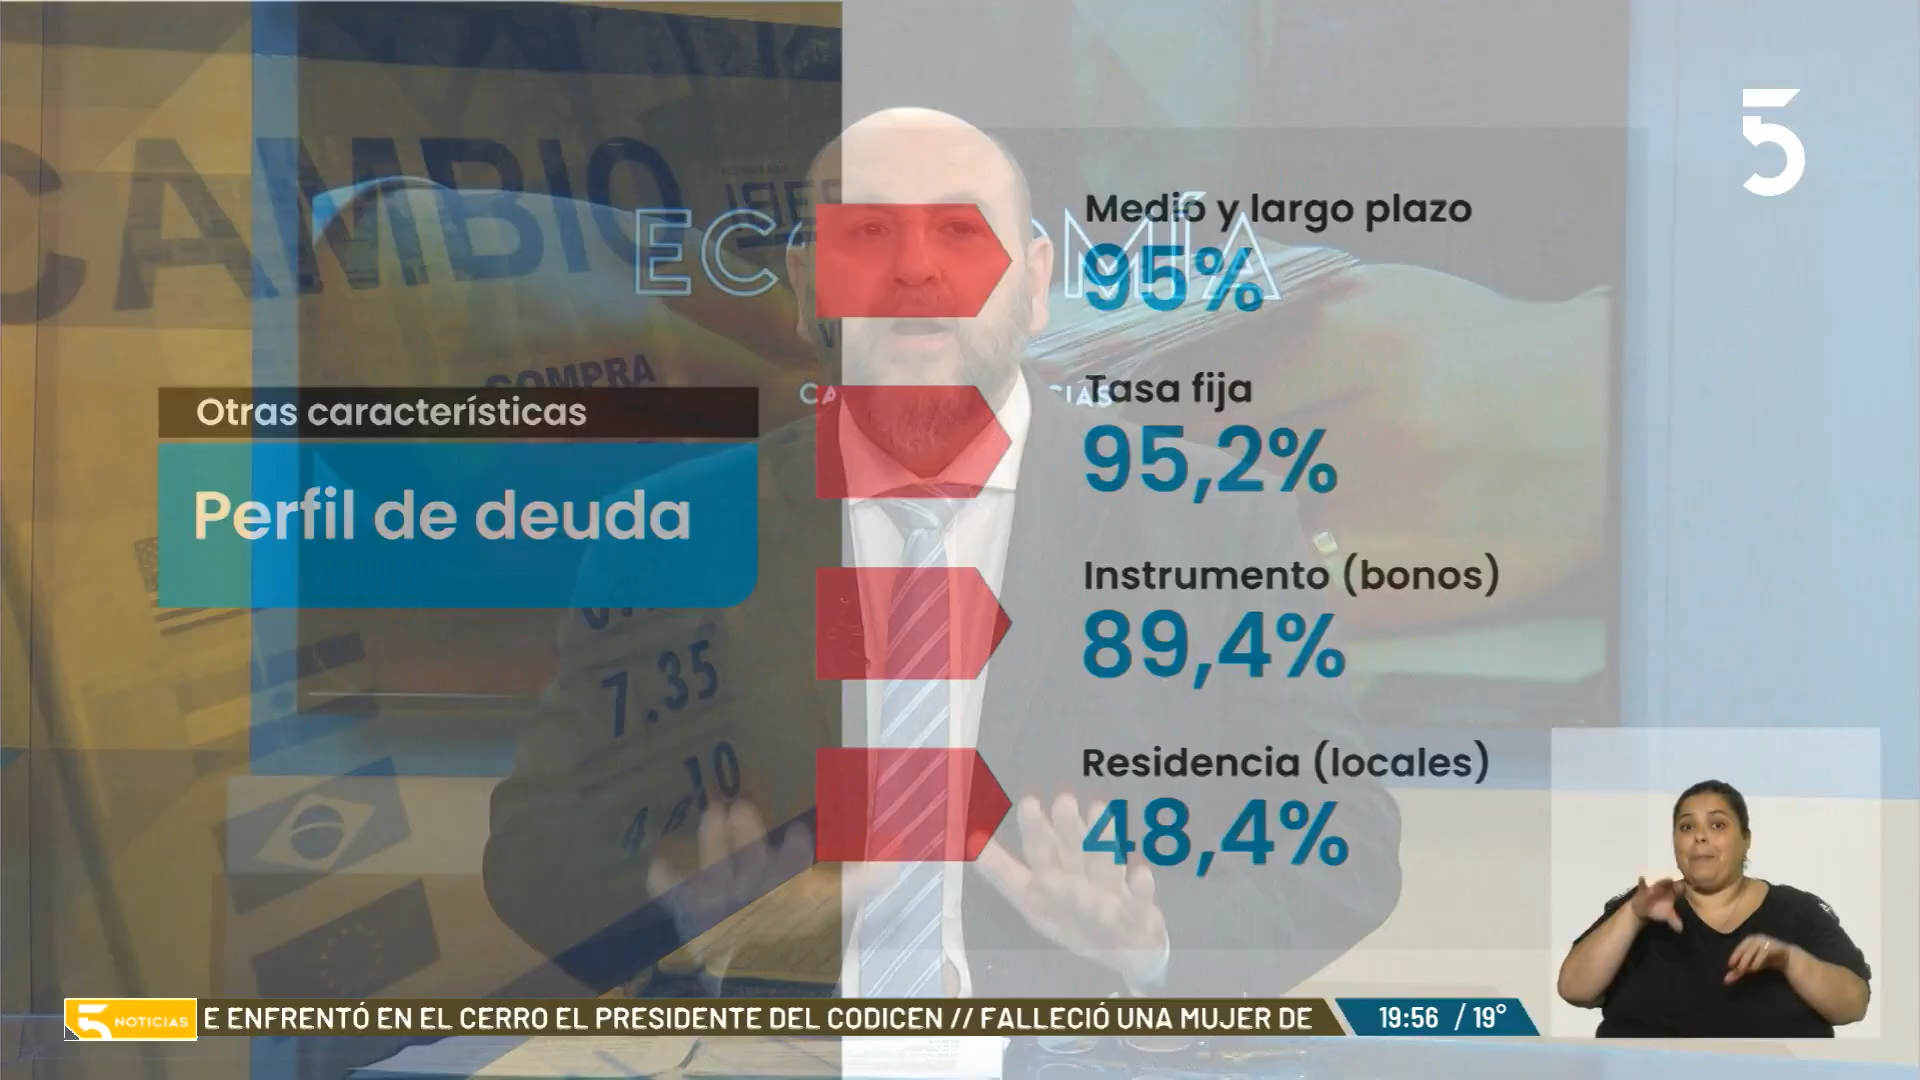 CAMBIO
ECONOMÍA
COMPRA
7.35
5
Otras características
Perfil de deuda
Medio y largo plazo
95%
Tasa fija
95,2%
Instrumento (bonos)
89,4%
Residencia (locales)
48,4%
5 NOTICIAS
E ENFRENTÓ EN EL CERRO EL PRESIDENTE DEL CODICEN // FALLECIÓ UNA MUJER DE
19:56 / 19°